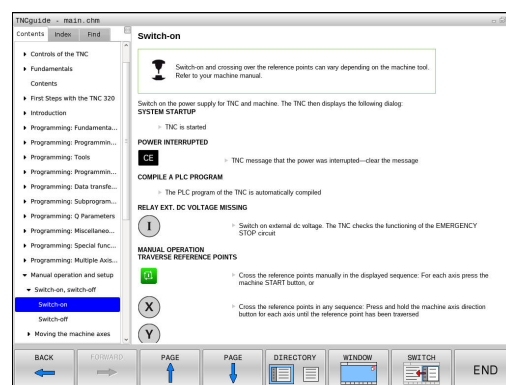 TNCguide - main.chm
Contents Index Find
Controls of the TNC
Fundamentals
Contents
First Steps with the TNC 320
Introduction
Programming: Fundamenta...
Programming: Programmin...
Programming: Tools
Programming: Programmin...
Programming: Data transfe...
Programming: Subprogram...
Programming: Q Parameters
Programming: Miscellaneo...
Programming: Special func...
Programming: Multiple Axis...
Manual operation and setup
Switch-on, switch-off
Switch-on
Switch-off
Moving the machine axes
Switch-on
Switch-on and crossing over the reference points can vary depending on the machine tool.
Refer to your machine manual.
Switch on the power supply for TNC and machine. The TNC then displays the following dialog:
SYSTEM STARTUP
TNC is started
POWER INTERRUPTED
CE
TNC message that the power was interrupted—clear the message
COMPILE A PLC PROGRAM
The PLC program of the TNC is automatically compiled
RELAY EXT. DC VOLTAGE MISSING
I
Switch on external dc voltage. The TNC checks the functioning of the EMERGENCY
STOP circuit
MANUAL OPERATION
TRAVERSE REFERENCE POINTS
Cross the reference points manually in the displayed sequence: For each axis press the
machine START button, or
X
Cross the reference points in any sequence: Press and hold the machine axis direction
button for each axis until the reference point has been traversed
Y
BACK FORWARD PAGE PAGE DIRECTORY WINDOW SWITCH END